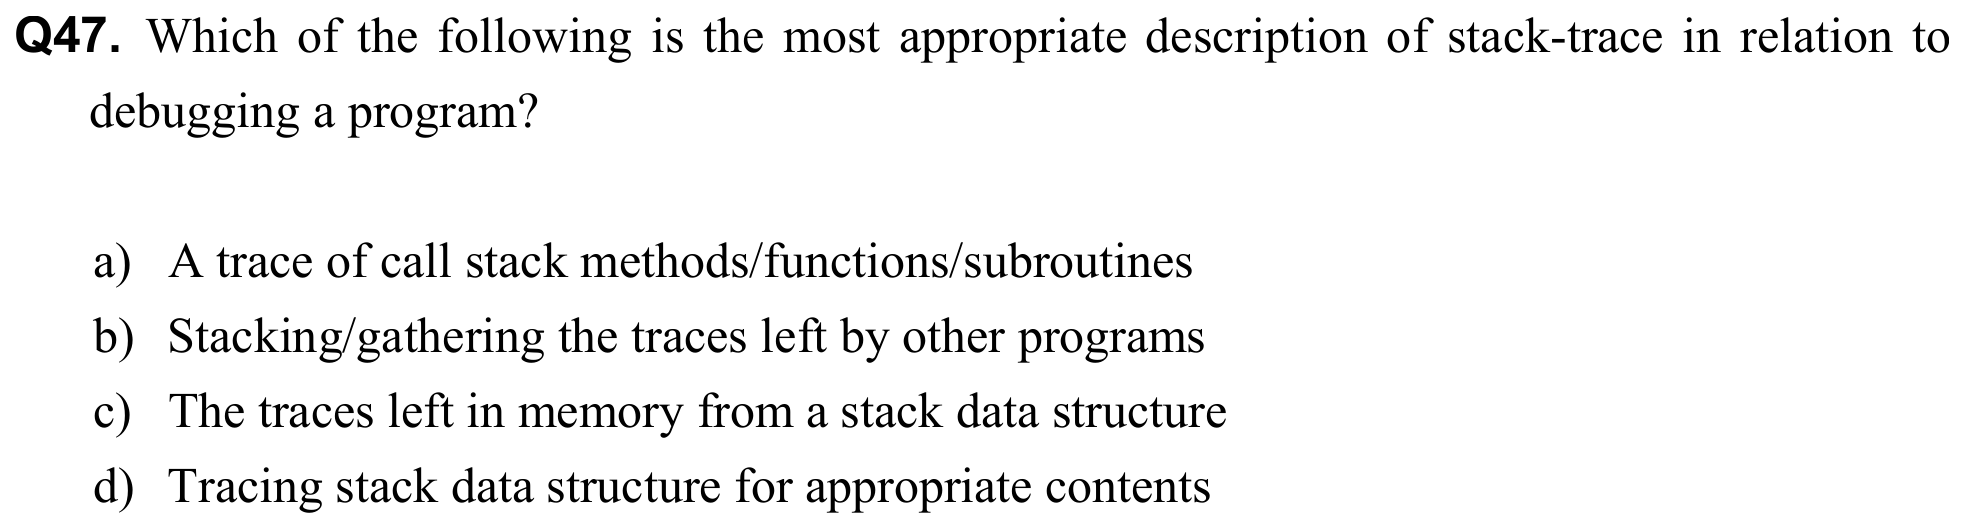 Q47. Which of the following is the most appropriate description of stack-trace in relation to
debugging a program?
a) A trace of call stack methods/functions/subroutines
b) Stacking/gathering the traces left by other programs
c) The traces left in memory from a stack data structure
d) Tracing stack data structure for appropriate contents